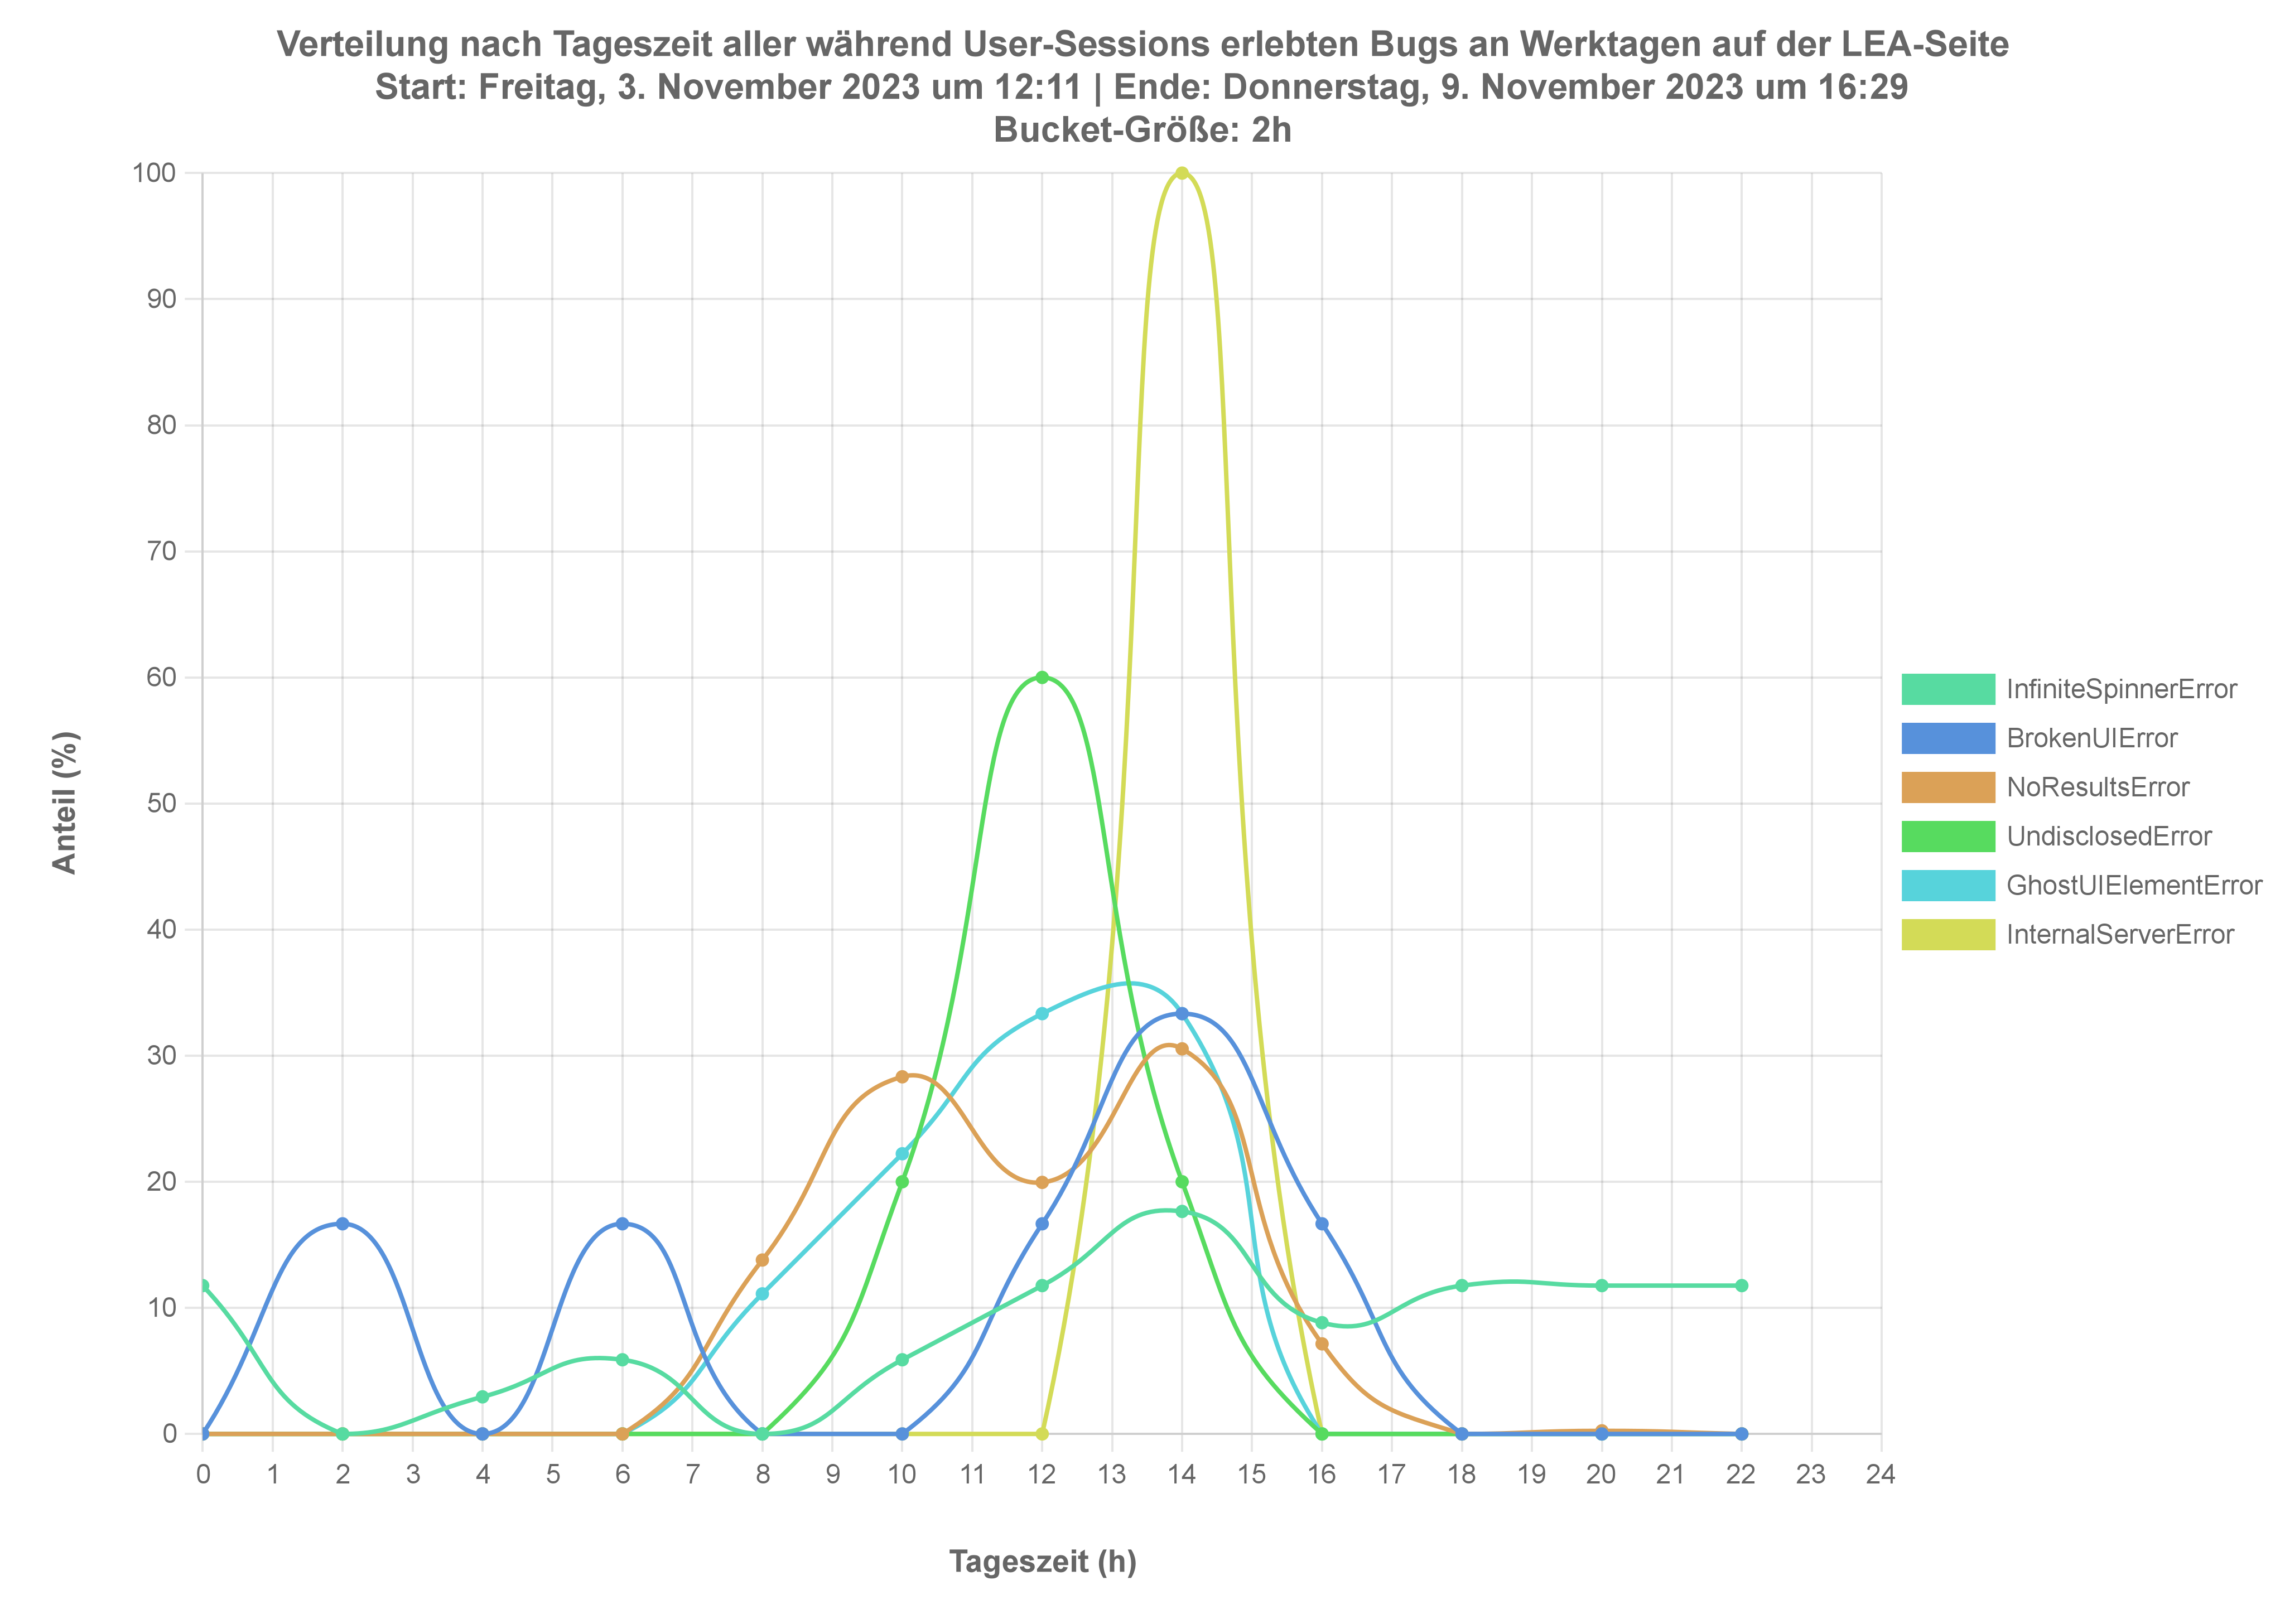 Verteilung nach Tageszeit aller während User-Sessions erlebten Bugs an Werktagen auf der LEA-Seite
Start: Freitag, 3. November 2023 um 12:11 | Ende: Donnerstag, 9. November 2023 um 16:29
Bucket-Größe: 2h
100
90
80
70
60
50
40
30
20
10
0
Anteil (%)
0 1 2 3 4 5 6 7 8 9 10 11 12 13 14 15 16 17 18 19 20 21 22 23 24
Tageszeit (h)
InfiniteSpinnerError
BrokenUIError
NoResultsError
UndisclosedError
GhostUIElementError
InternalServerError